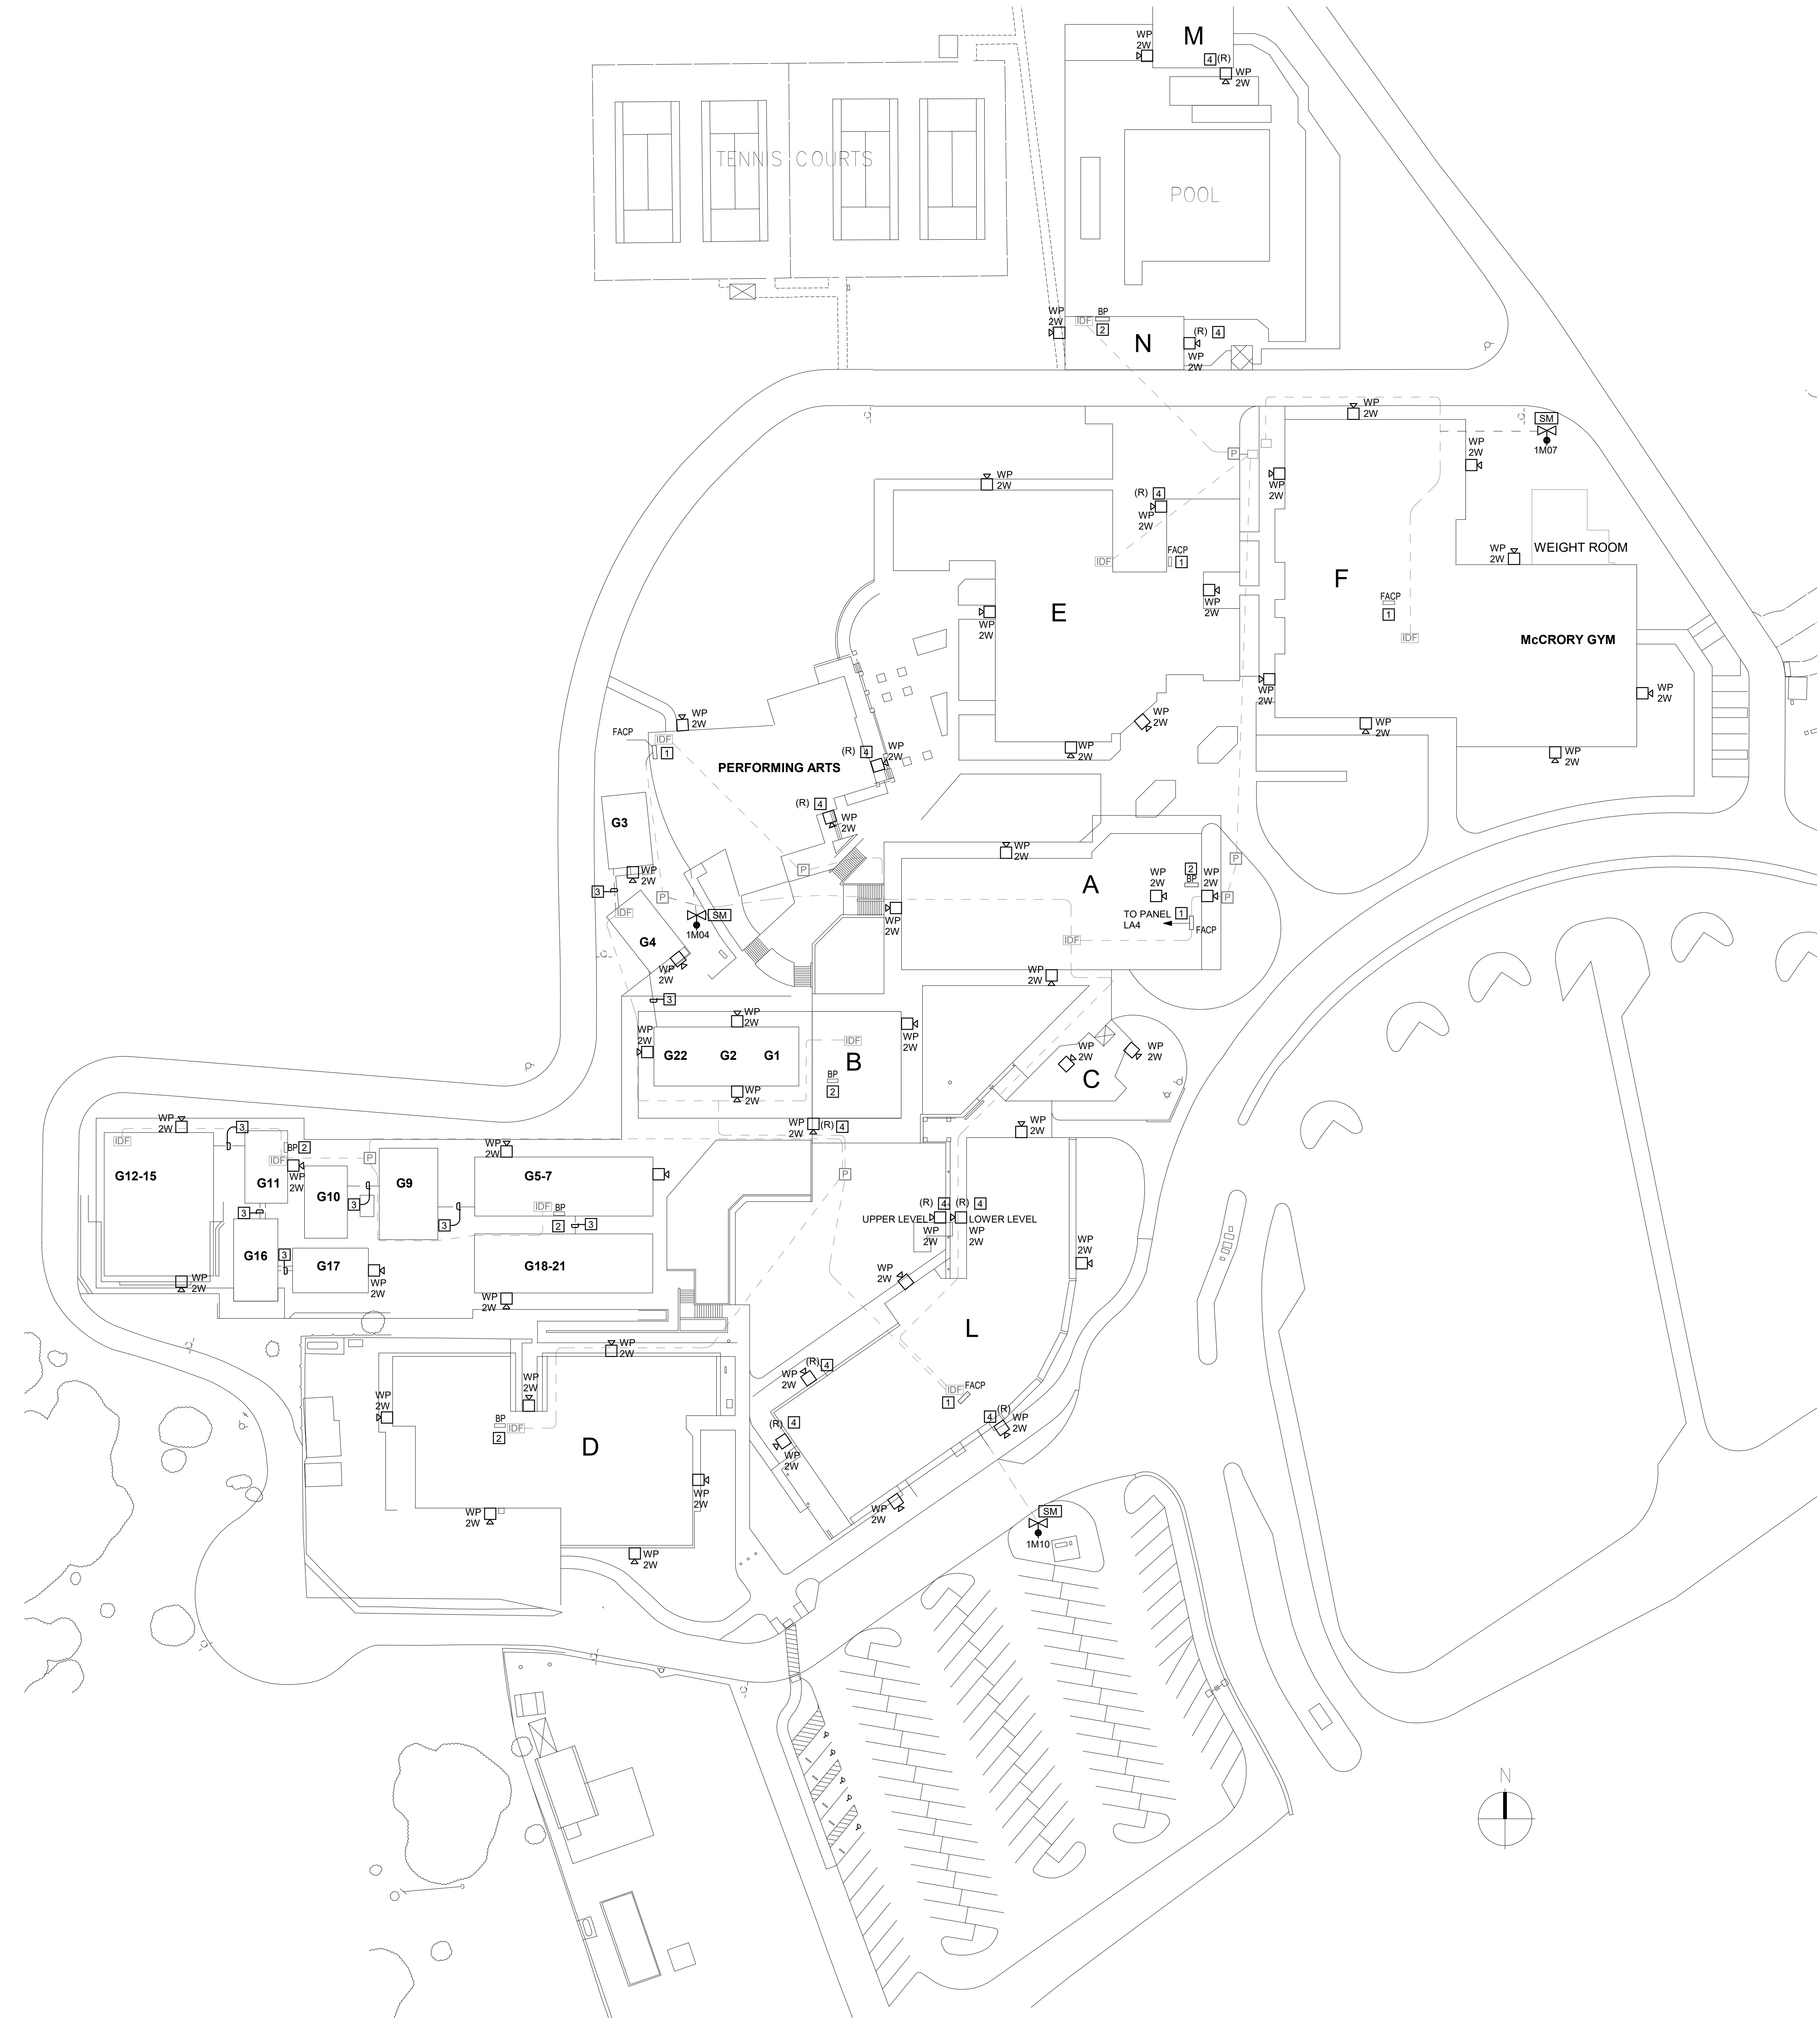 M
WP
2W
4
(R)
WP
2W
TENNIS COURTS
POOL
WP
2W
IDF
BP
2
N
(R)
4
WP
2W
WP
2W
SM
1M07
WP
2W
WP
2W
WP
2W
(R)
4
WP
2W
P
WP
2W
WEIGHT ROOM
IDF
FACP
1
F
WP
2W
E
WP
2W
FACP
1
IDF
McCRORY GYM
WP
2W
WP
2W
WP
2W
WP
2W
WP
2W
WP
2W
WP
2W
FACP
IDF
1
(R)
4
WP
2W
PERFORMING ARTS
(R)
4
WP
2W
G3
WP
2W
WP
2W
P
P
3
P
A
2
BP
WP
2W
WP
2W
P
IDF
SM
1M04
WP
2W
TO PANEL
LA4
1
FACP
G4
IDF
WP
2W
WP
2W
3
WP
2W
WP
2W
WP
2W
G22
G2
G1
IDF
B
BP
2
WP
2W
WP
2W
WP
2W
C
WP
2W
WP
2W
(R)
4
WP
2W
WP
2W
3
IDF
BP
2
IDF
P
WP
2W
P
G12-15
G11
WP
2W
G10
G9
G5-7
3
3
3
IDF
BP
2
3
(R)
4
(R)
4
UPPER LEVEL
LOWER LEVEL
WP
2W
WP
2W
G16
3
G17
G18-21
WP
2W
WP
2W
WP
2W
WP
2W
WP
2W
L
WP
2W
WP
2W
(R)
4
WP
2W
IDF
FACP
1
WP
2W
BP
IDF
2
D
(R)
4
WP
2W
4
(R)
WP
2W
WP
2W
WP
2W
WP
2W
WP
2W
SM
1M10
N